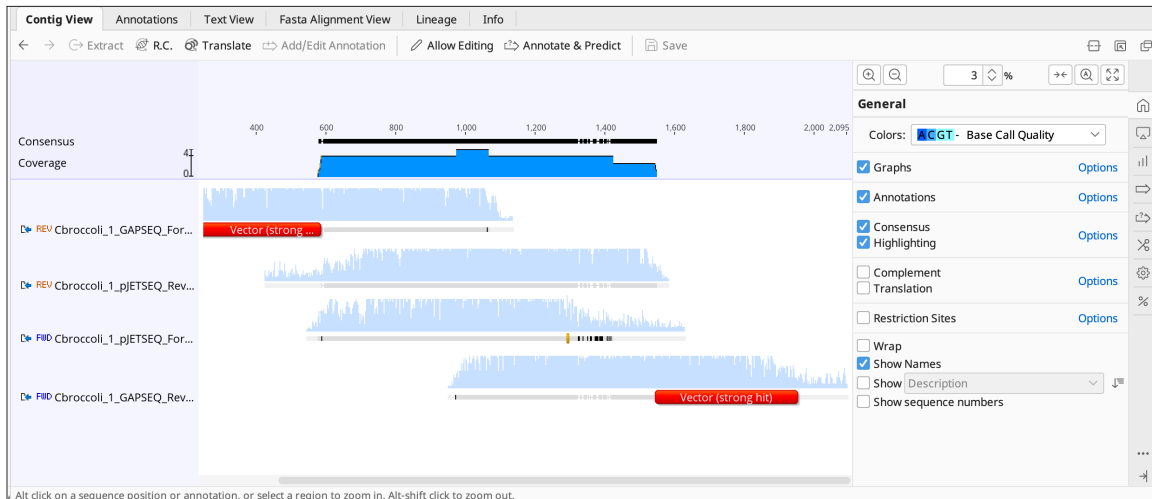 Contig View Annotations Text View Fasta Alignment View Lineage Info
Extract R.C. Translate Add/Edit Annotation Allow Editing Annotate & Predict Save
3 %
General
Colors: ACGT - Base Call Quality
Graphs Options
Annotations Options
Consensus
Highlighting Options
Complement
Translation Options
Restriction Sites Options
Wrap
Show Names
Show Description
Show sequence numbers
400 600 800 1,000 1,200 1,400 1,600 1,800 2,000 2,095
Consensus
Coverage 4
0
REV Cbroccoli_1_GAPSEQ_For... Vector (strong ...
REV Cbroccoli_1_pJETSEQ_Rev...
FWD Cbroccoli_1_pJETSEQ_For...
FWD Cbroccoli_1_GAPSEQ_Rev... Vector (strong hit)
Alt click on a sequence position or annotation, or select a region to zoom in. Alt-shift click to zoom out.